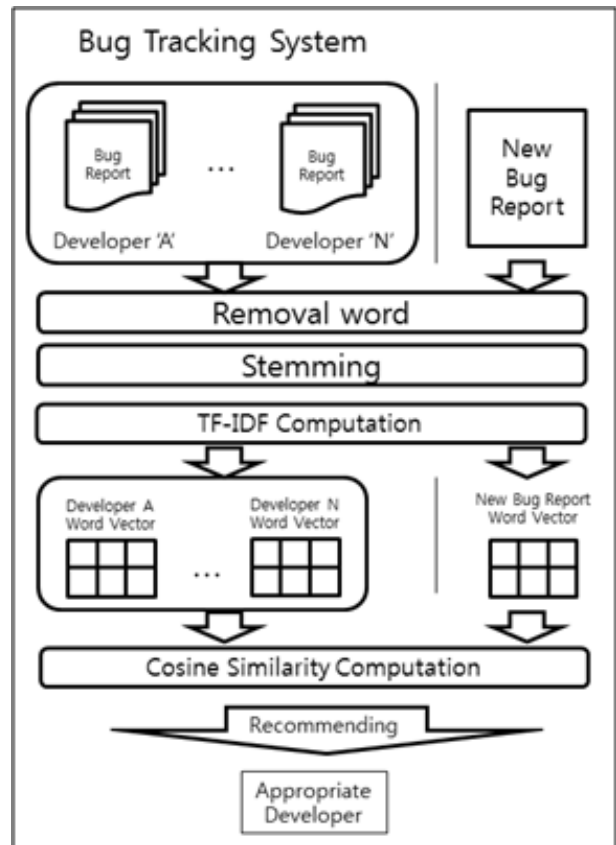 Bug Tracking System
Bug
Report
...
Bug
Report
Developer 'A'
Developer 'N'
New
Bug
Report
Removal word
Stemming
TF-IDF Computation
Developer A
Word Vector
...
Developer N
Word Vector
New Bug Report
Word Vector
Cosine Similarity Computation
Recommending
Appropriate
Developer